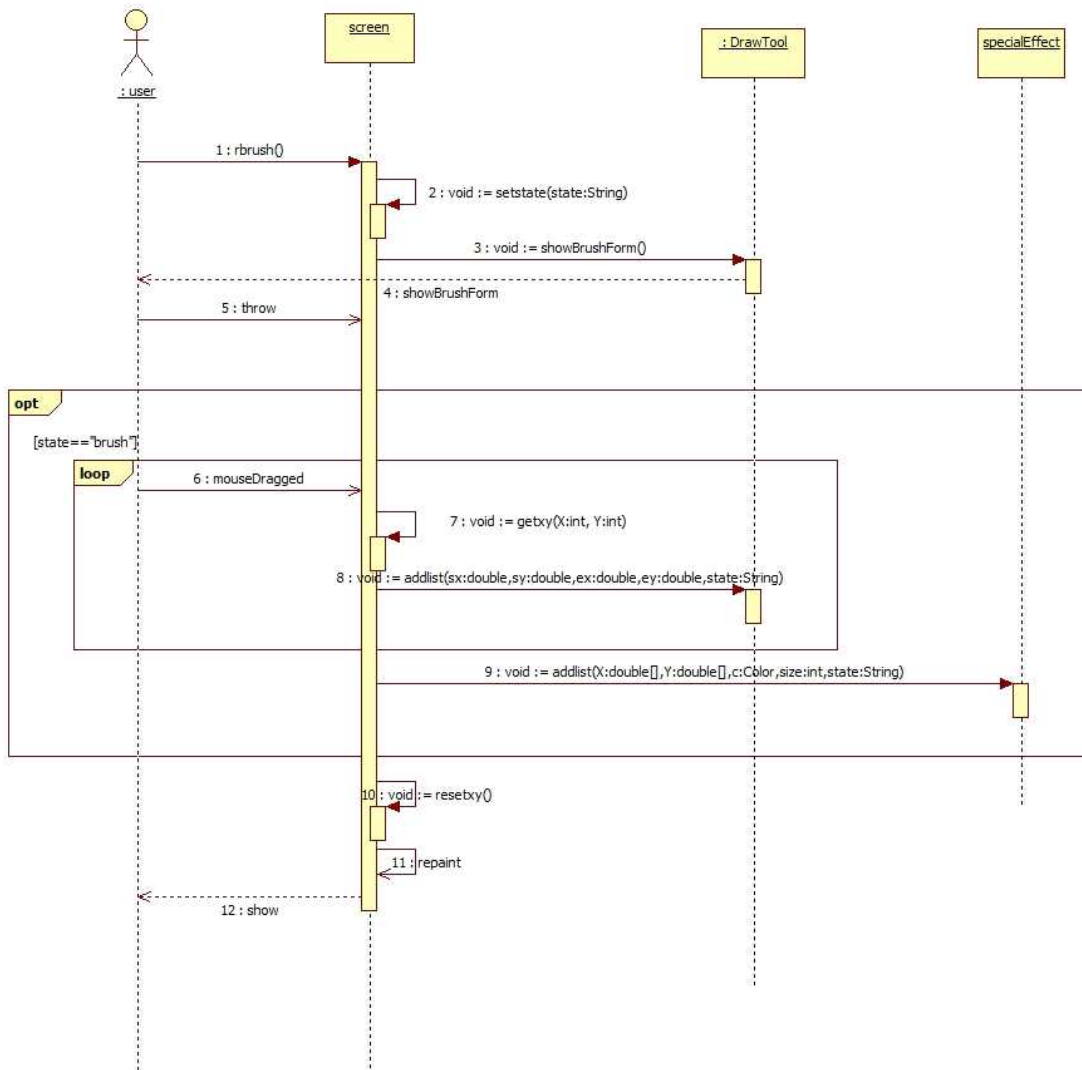 screen
: DrawTool
specialEffect
: user
1 : rbrush()
2 : void := setstate(state:String)
3 : void := showBrushForm()
4 : showBrushForm
5 : throw
opt
[state=="brush"]
loop
6 : mouseDragged
7 : void := getxy(X:int, Y:int)
8 : void := addlist(sx:double,sy:double,ex:double,ey:double,state:String)
9 : void := addlist(X:double[],Y:double[],c:Color,size:int,state:String)
10 : void := resetxy()
11 : repaint
12 : show